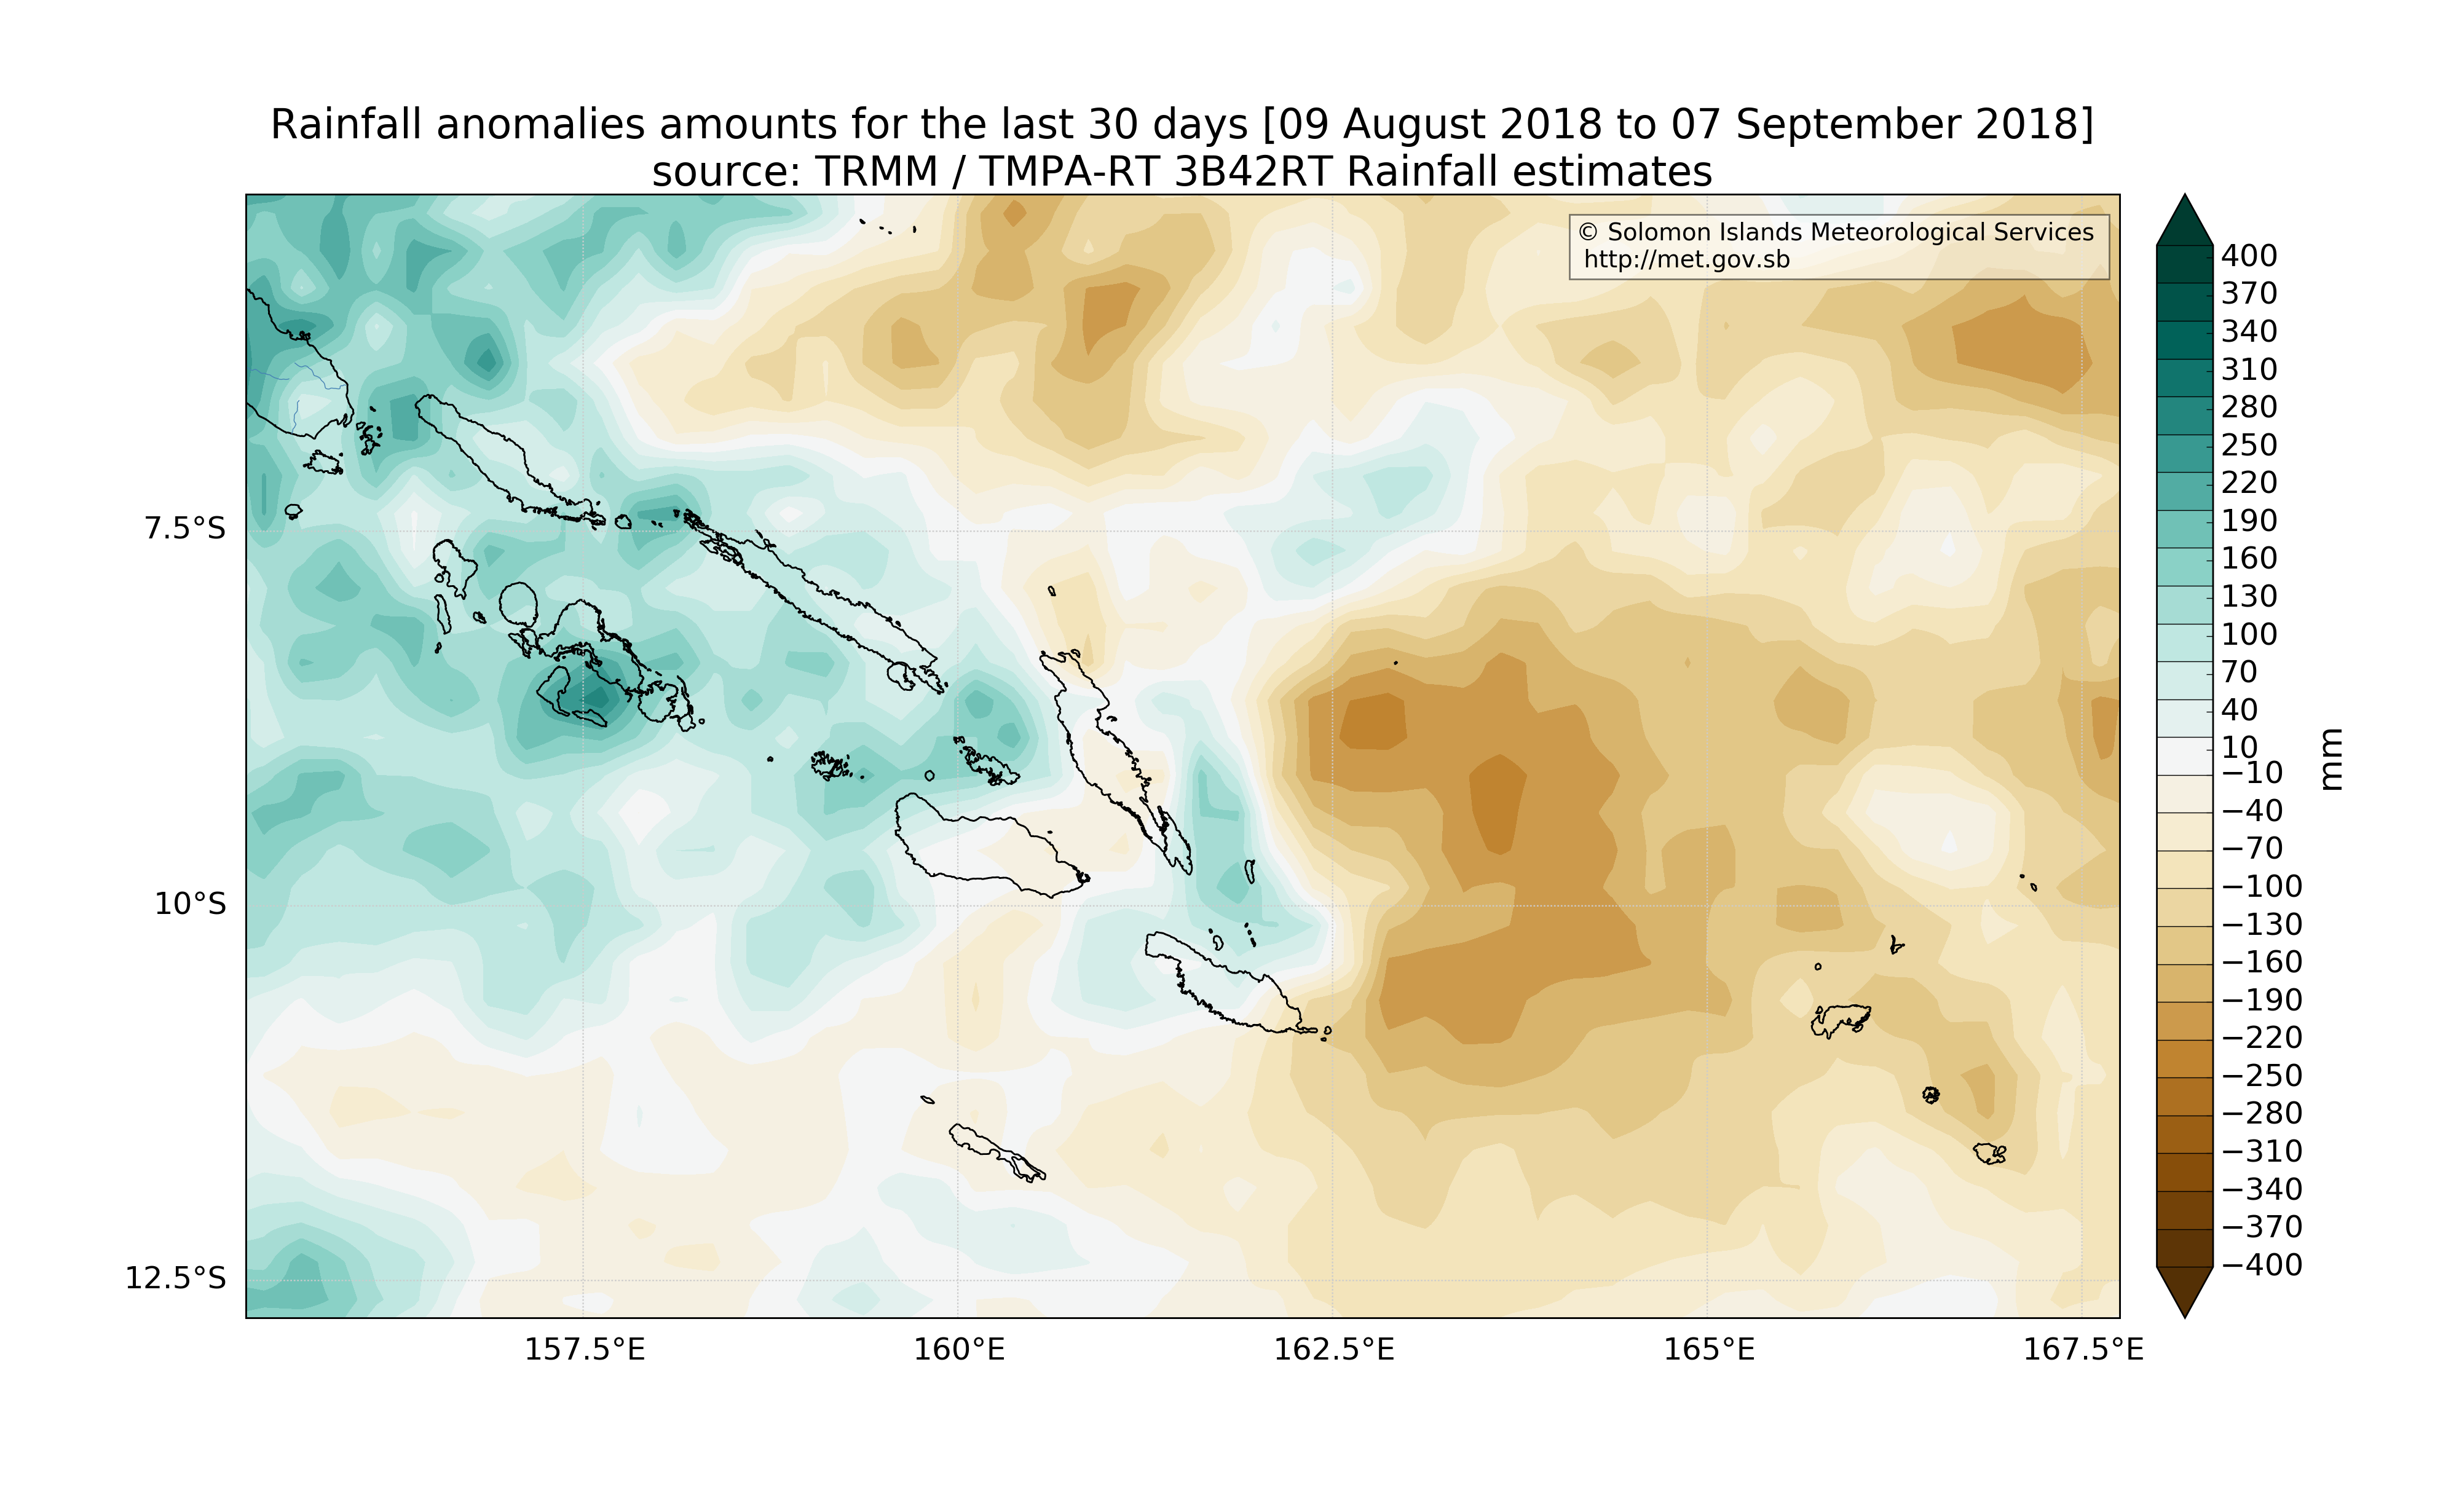 Rainfall anomalies amounts for the last 30 days [09 August 2018 to 07 September 2018]
source: TRMM / TMPA-RT 3B42RT Rainfall estimates
© Solomon Islands Meteorological Services
http://met.gov.sb
7.5°S
10°S
12.5°S
157.5°E
160°E
162.5°E
165°E
167.5°E
400
370
340
310
280
250
220
190
160
130
100
70
40
10
−10
−40
−70
−100
−130
−160
−190
−220
−250
−280
−310
−340
−370
−400
mm